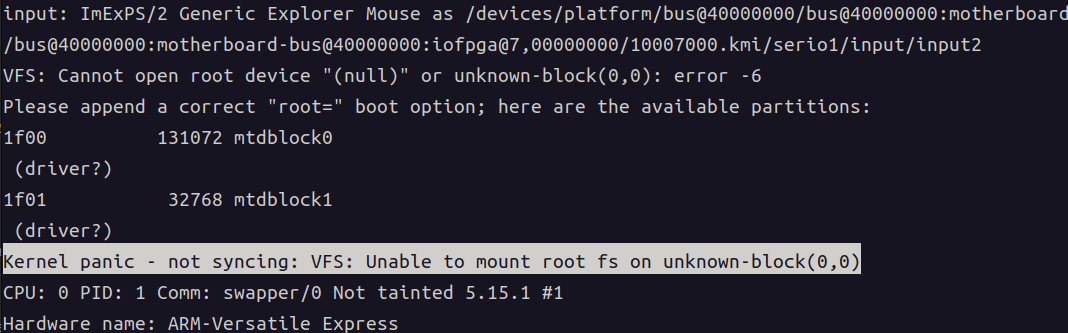 input: ImExPS/2 Generic Explorer Mouse as /devices/platform/bus@40000000/bus@40000000:motherboard
/bus@40000000:motherboard-bus@40000000:iofpga@7,00000000/10007000.kmi/serio1/input/input2
VFS: Cannot open root device "(null)" or unknown-block(0,0): error -6
Please append a correct "root=" boot option; here are the available partitions:
1f00          131072 mtdblock0
 (driver?)
1f01           32768 mtdblock1
 (driver?)
Kernel panic - not syncing: VFS: Unable to mount root fs on unknown-block(0,0)
CPU: 0 PID: 1 Comm: swapper/0 Not tainted 5.15.1 #1
Hardware name: ARM-Versatile Express